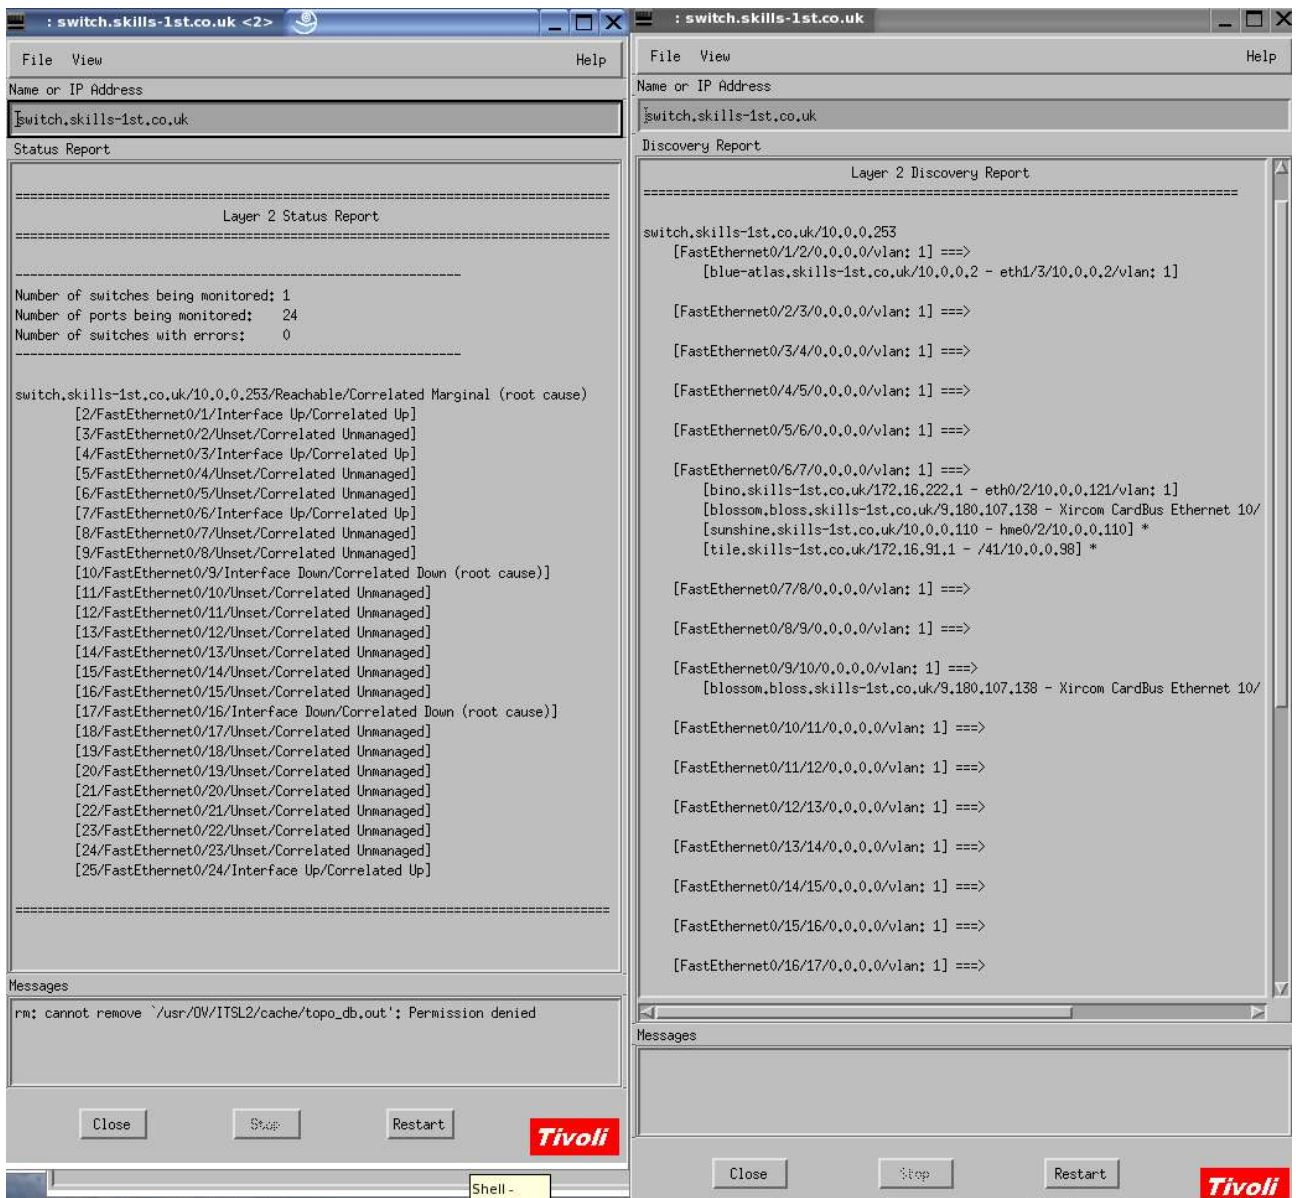 : switch.skills-1st.co.uk <2>
File View Help
Name or IP Address
switch.skills-1st.co.uk
Status Report
================================================================================
Layer 2 Status Report
================================================================================
------------------------------------------------------------
Number of switches being monitored: 1
Number of ports being monitored: 24
Number of switches with errors: 0
------------------------------------------------------------
switch.skills-1st.co.uk/10.0.0.253/Reachable/Correlated Marginal (root cause)
[2/FastEthernet0/1/Interface Up/Correlated Up]
[3/FastEthernet0/2/Unset/Correlated Unmanaged]
[4/FastEthernet0/3/Interface Up/Correlated Up]
[5/FastEthernet0/4/Unset/Correlated Unmanaged]
[6/FastEthernet0/5/Unset/Correlated Unmanaged]
[7/FastEthernet0/6/Interface Up/Correlated Up]
[8/FastEthernet0/7/Unset/Correlated Unmanaged]
[9/FastEthernet0/8/Unset/Correlated Unmanaged]
[10/FastEthernet0/9/Interface Down/Correlated Down (root cause)]
[11/FastEthernet0/10/Unset/Correlated Unmanaged]
[12/FastEthernet0/11/Unset/Correlated Unmanaged]
[13/FastEthernet0/12/Unset/Correlated Unmanaged]
[14/FastEthernet0/13/Unset/Correlated Unmanaged]
[15/FastEthernet0/14/Unset/Correlated Unmanaged]
[16/FastEthernet0/15/Unset/Correlated Unmanaged]
[17/FastEthernet0/16/Interface Down/Correlated Down (root cause)]
[18/FastEthernet0/17/Unset/Correlated Unmanaged]
[19/FastEthernet0/18/Unset/Correlated Unmanaged]
[20/FastEthernet0/19/Unset/Correlated Unmanaged]
[21/FastEthernet0/20/Unset/Correlated Unmanaged]
[22/FastEthernet0/21/Unset/Correlated Unmanaged]
[23/FastEthernet0/22/Unset/Correlated Unmanaged]
[24/FastEthernet0/23/Unset/Correlated Unmanaged]
[25/FastEthernet0/24/Interface Up/Correlated Up]
================================================================================
Messages
rm: cannot remove `/usr/OV/ITSL2/cache/topo_db.out': Permission denied
Close Stop Restart
Tivoli
Shell -
: switch.skills-1st.co.uk
File View Help
Name or IP Address
switch.skills-1st.co.uk
Discovery Report
Layer 2 Discovery Report
================================================================================
switch.skills-1st.co.uk/10.0.0.253
[FastEthernet0/1/2/0.0.0.0/vlan: 1] ===>
[blue-atlas.skills-1st.co.uk/10.0.0.2 - eth1/3/10.0.0.2/vlan: 1]
[FastEthernet0/2/3/0.0.0.0/vlan: 1] ===>
[FastEthernet0/3/4/0.0.0.0/vlan: 1] ===>
[FastEthernet0/4/5/0.0.0.0/vlan: 1] ===>
[FastEthernet0/5/6/0.0.0.0/vlan: 1] ===>
[FastEthernet0/6/7/0.0.0.0/vlan: 1] ===>
[bino.skills-1st.co.uk/172.16.222.1 - eth0/2/10.0.0.121/vlan: 1]
[blossom.bloss.skills-1st.co.uk/9.180.107.138 - Xircom CardBus Ethernet 10/
[sunshine.skills-1st.co.uk/10.0.0.110 - hme0/2/10.0.0.110] *
[tile.skills-1st.co.uk/172.16.91.1 - /41/10.0.0.98] *
[FastEthernet0/7/8/0.0.0.0/vlan: 1] ===>
[FastEthernet0/8/9/0.0.0.0/vlan: 1] ===>
[FastEthernet0/9/10/0.0.0.0/vlan: 1] ===>
[blossom.bloss.skills-1st.co.uk/9.180.107.138 - Xircom CardBus Ethernet 10/
[FastEthernet0/10/11/0.0.0.0/vlan: 1] ===>
[FastEthernet0/11/12/0.0.0.0/vlan: 1] ===>
[FastEthernet0/12/13/0.0.0.0/vlan: 1] ===>
[FastEthernet0/13/14/0.0.0.0/vlan: 1] ===>
[FastEthernet0/14/15/0.0.0.0/vlan: 1] ===>
[FastEthernet0/15/16/0.0.0.0/vlan: 1] ===>
[FastEthernet0/16/17/0.0.0.0/vlan: 1] ===>
Messages
Close Stop Restart
Tivoli